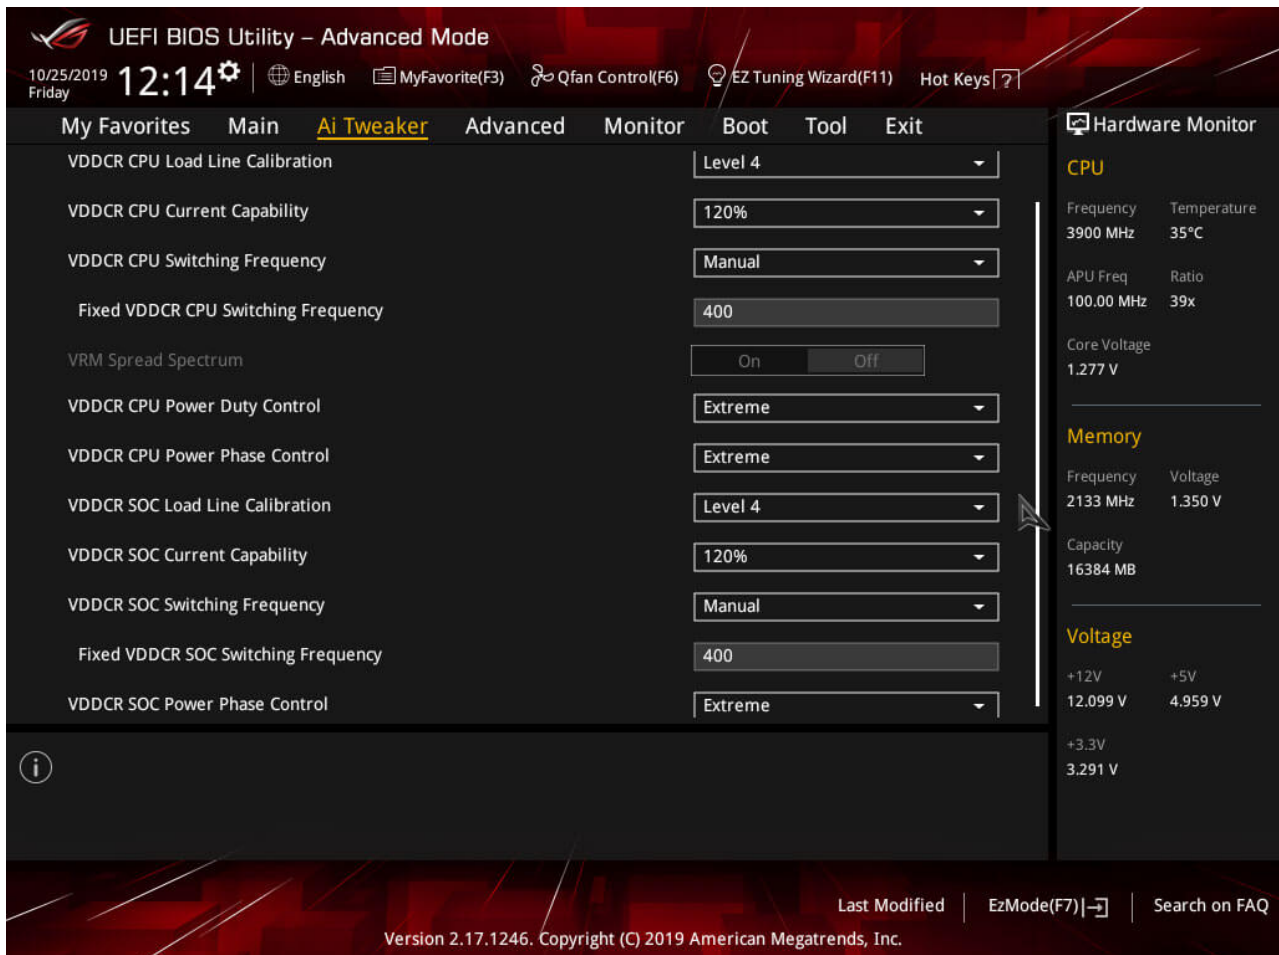 UEFI BIOS Utility – Advanced Mode
10/25/2019
Friday
12:14
English
MyFavorite(F3)
Qfan Control(F6)
EZ Tuning Wizard(F11)
Hot Keys ?
My Favorites Main Ai Tweaker Advanced Monitor Boot Tool Exit
VDDCR CPU Load Line Calibration Level 4
VDDCR CPU Current Capability 120%
VDDCR CPU Switching Frequency Manual
Fixed VDDCR CPU Switching Frequency 400
VRM Spread Spectrum On Off
VDDCR CPU Power Duty Control Extreme
VDDCR CPU Power Phase Control Extreme
VDDCR SOC Load Line Calibration Level 4
VDDCR SOC Current Capability 120%
VDDCR SOC Switching Frequency Manual
Fixed VDDCR SOC Switching Frequency 400
VDDCR SOC Power Phase Control Extreme
Hardware Monitor
CPU
Frequency Temperature
3900 MHz 35°C
APU Freq Ratio
100.00 MHz 39x
Core Voltage
1.277 V
Memory
Frequency Voltage
2133 MHz 1.350 V
Capacity
16384 MB
Voltage
+12V +5V
12.099 V 4.959 V
+3.3V
3.291 V
Last Modified
EzMode(F7)
Search on FAQ
Version 2.17.1246. Copyright (C) 2019 American Megatrends, Inc.